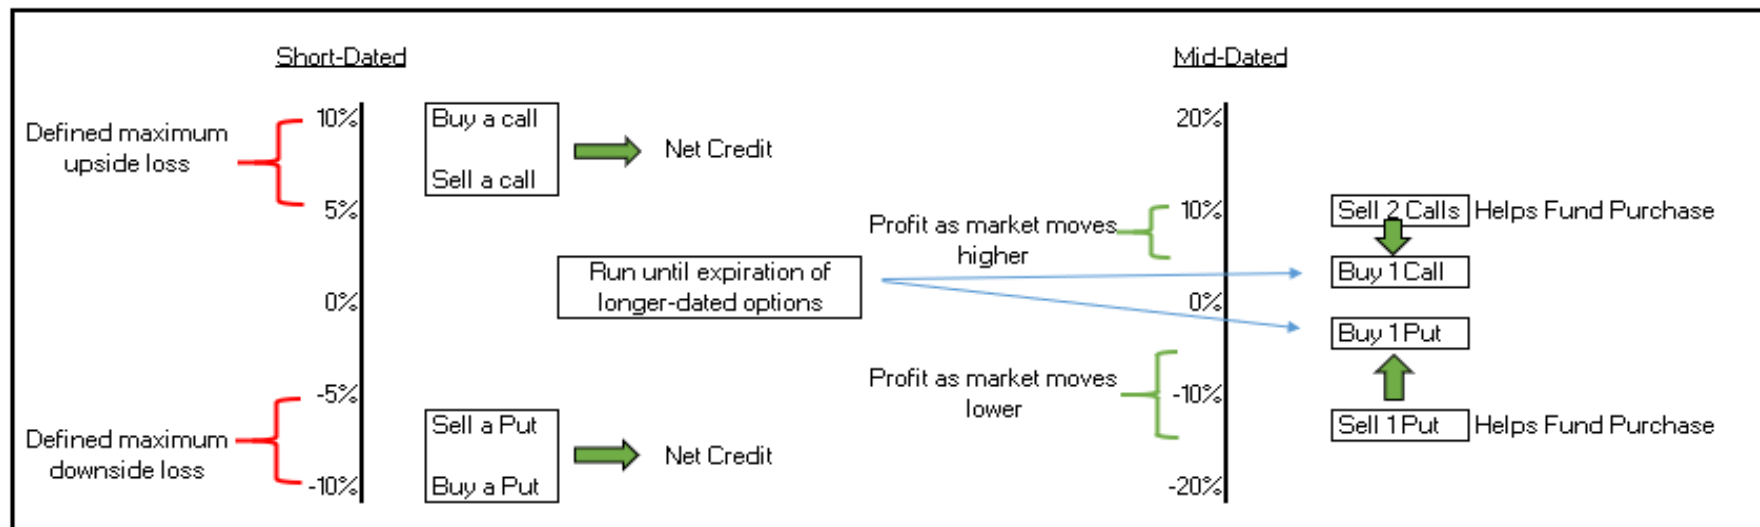 Short-Dated
10%
Buy a call
Defined maximum
upside loss
Net Credit
Sell a call
5%
Run until expiration of
longer-dated options
0%
-5%
Sell a Put
Defined maximum
downside loss
Net Credit
Buy a Put
-10%
Mid-Dated
20%
10%
Sell 2 Calls
Helps Fund Purchase
Profit as market moves
higher
Buy 1 Call
0%
Buy 1 Put
Profit as market moves
lower
-10%
Sell 1 Put
Helps Fund Purchase
-20%